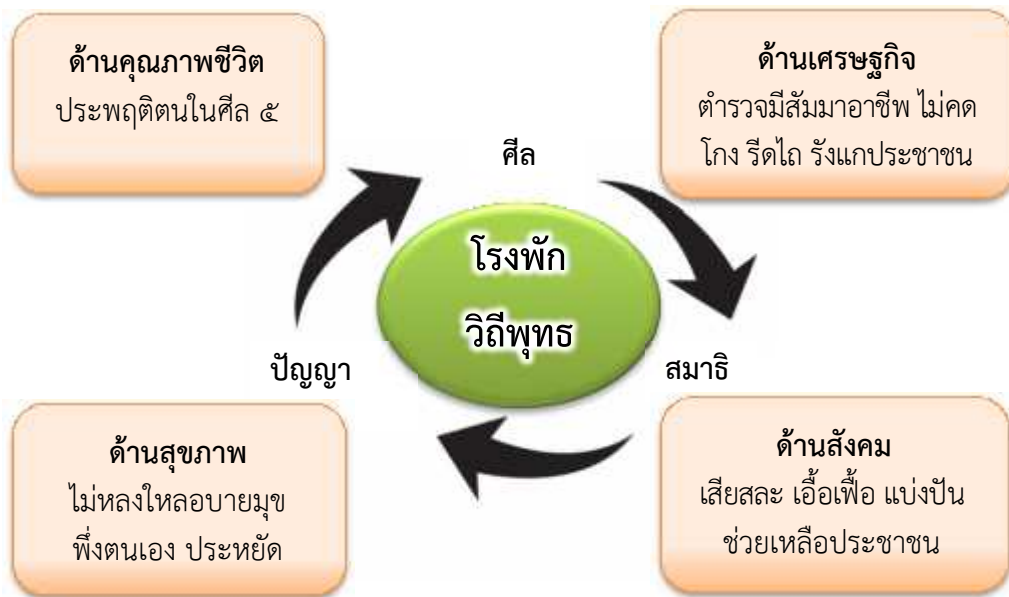 ด้านคุณภาพชีวิต
ประพฤติตนในศีล ๕
ด้านเศรษฐกิจ
ตำรวจมีสัมมาอาชีพ ไม่คด
โกง รีดไถ รังแกประชาชน
ศีล
โรงพัก
วิถีพุทธ
ปัญญา
สมาธิ
ด้านสุขภาพ
ไม่หลงใหลอบายมุข
พึ่งตนเอง ประหยัด
ด้านสังคม
เสียสละ เอื้อเฟื้อ แบ่งปัน
ช่วยเหลือประชาชน